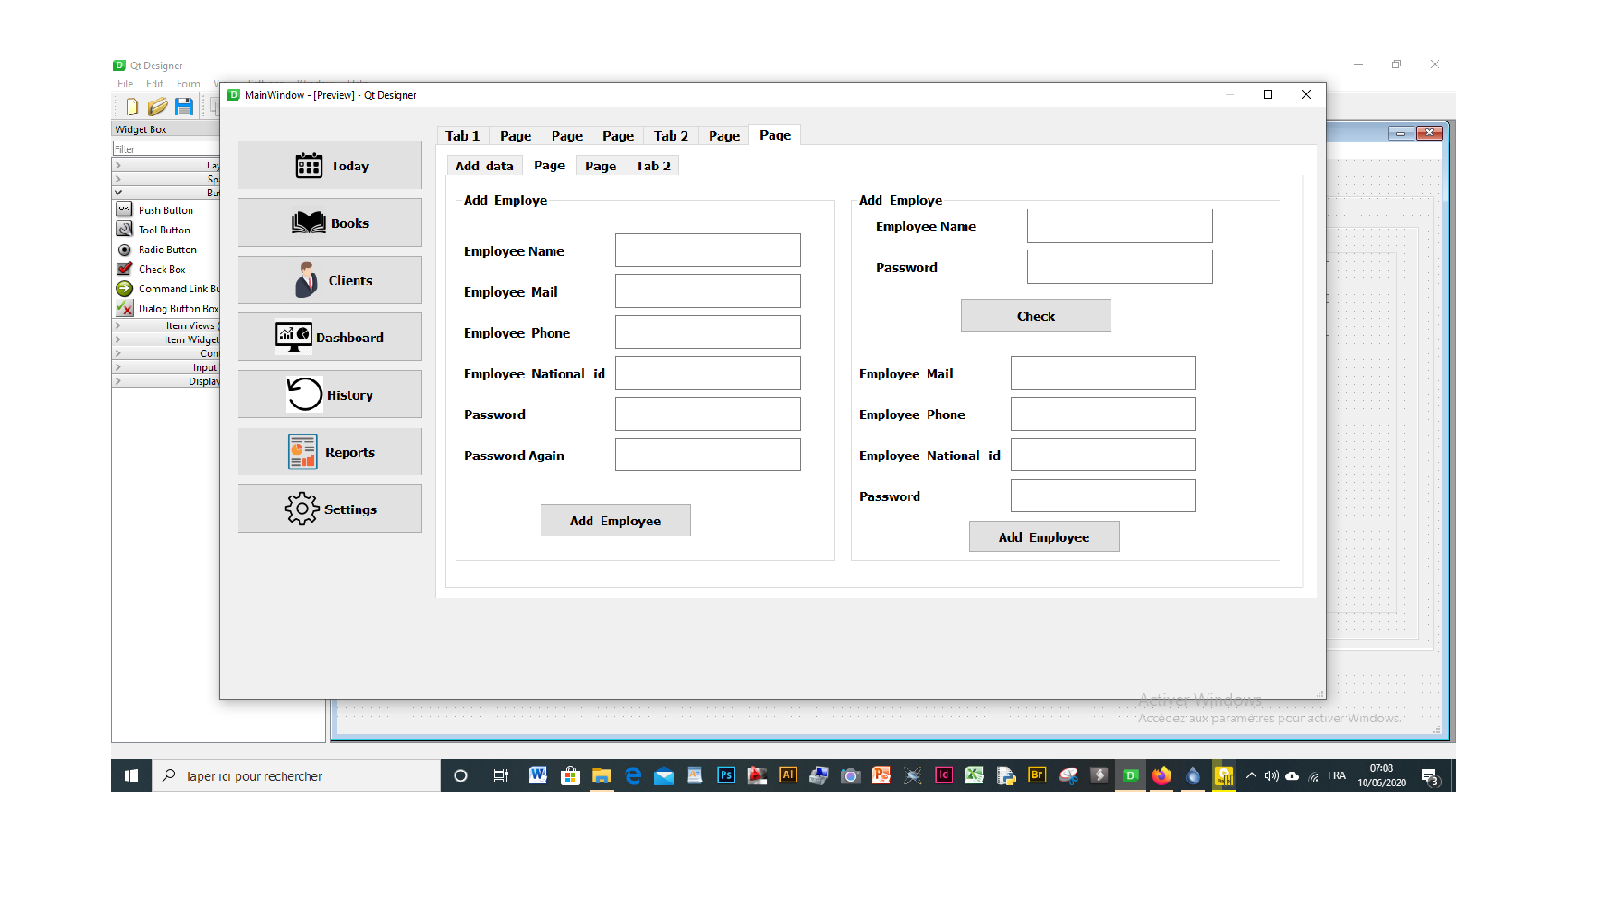 Qt Designer
File Edit Form
MainWindow - [Preview] - Qt Designer
Widget Box
Filter
Push Button
Tool Button
Radio Button
Check Box
Command Link Bu
Dialog Button Box
Item Views (
Item Widget
Con
Input
Display
Today
Books
Clients
Dashboard
History
Reports
Settings
Tab 1 Page Page Page Tab 2 Page Page
Add data Page Page Tab 2
Add Employe
Employee Name
Employee Mail
Employee Phone
Employee National id
Password
Password Again
Add Employee
Add Employe
Employee Name
Password
Check
Employee Mail
Employee Phone
Employee National id
Password
Add Employee
Activer Windows
Accédez aux paramètres pour activer Windows.
Taper ici pour rechercher
FRA
07:03
10/06/2020
3